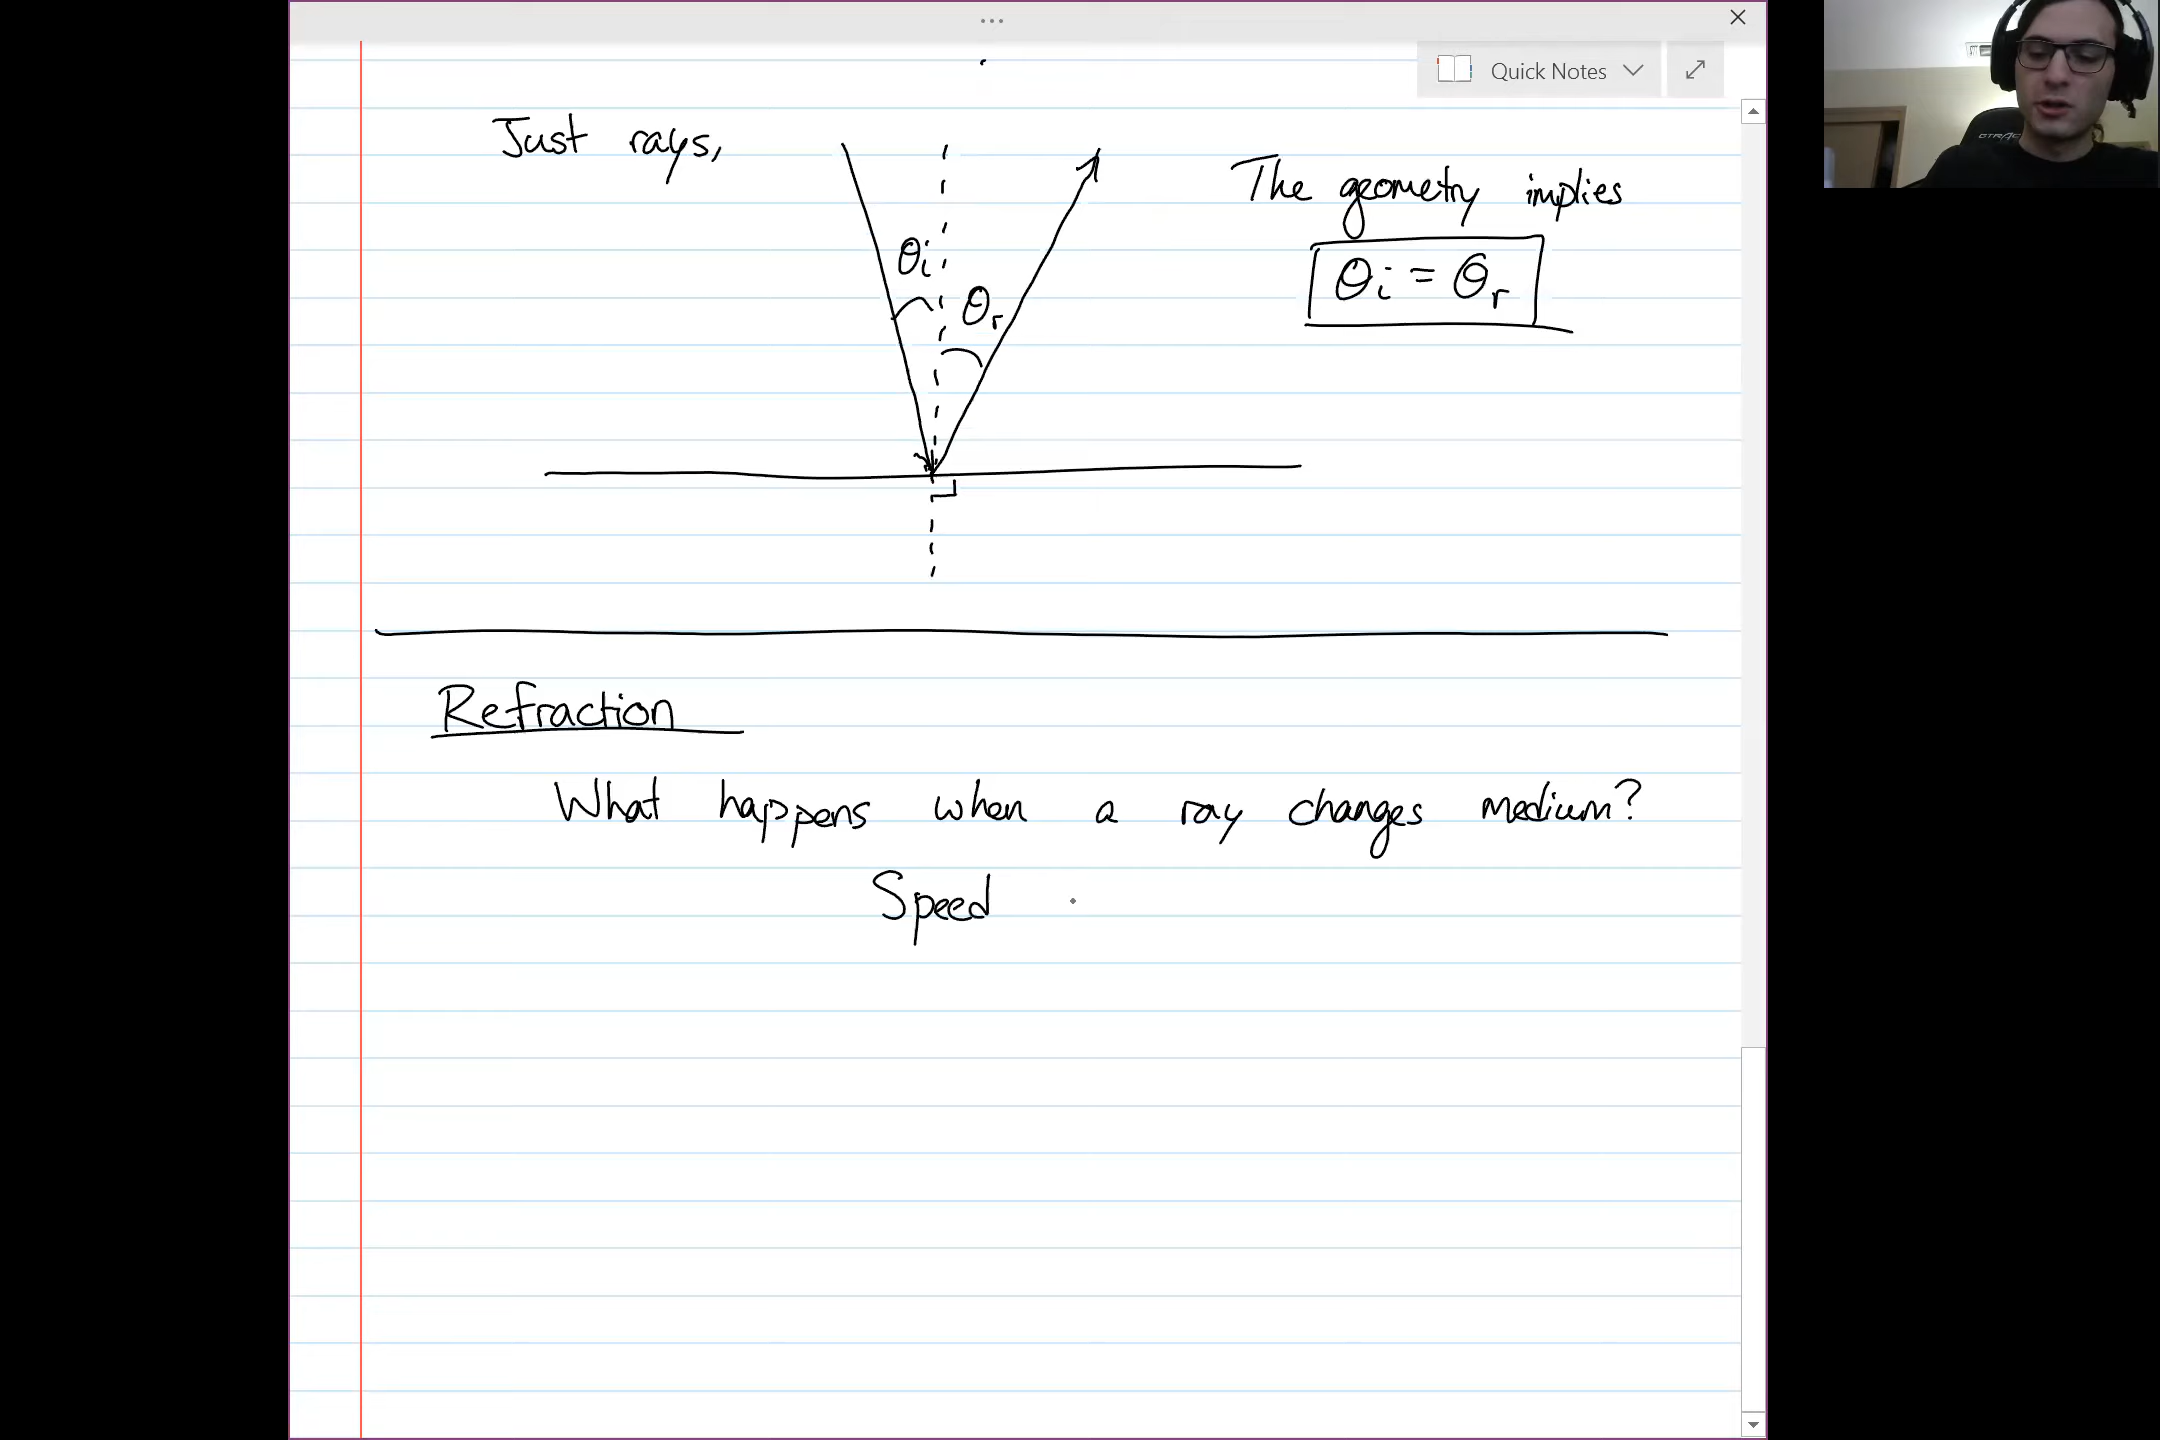 Quick Notes
Just rays,
The geometry implies
θi = θr
θi
θr
Refraction
What happens when a ray changes medium?
Speed